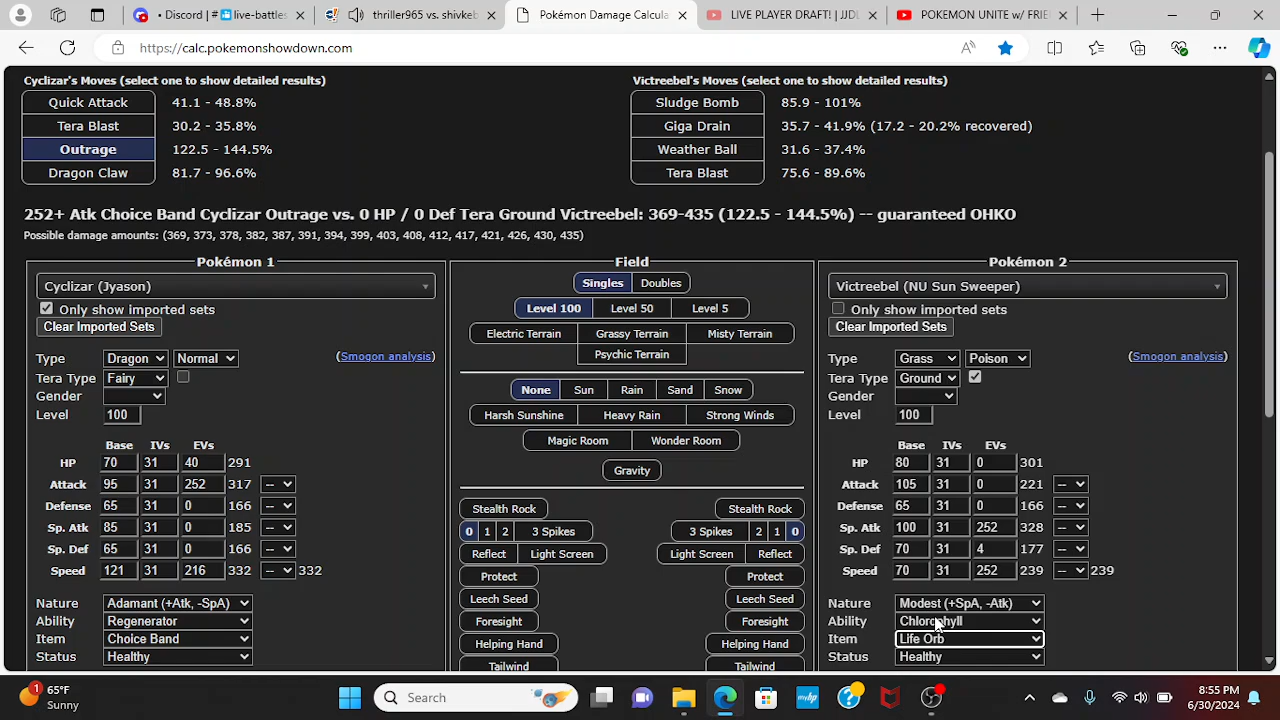 Discord | # live-battles
thriller965 vs. shivkeb
Pokémon Damage Calcula
LIVE PLAYER DRAFT! | JJDL
POKEMON UNITE w/ FRIE
https://calc.pokemonshowdown.com
Cyclizar's Moves (select one to show detailed results)
Victreebel's Moves (select one to show detailed results)
Quick Attack 41.1 - 48.8%
Sludge Bomb 85.9 - 101%
Tera Blast 30.2 - 35.8%
Giga Drain 35.7 - 41.9% (17.2 - 20.2% recovered)
Outrage 122.5 - 144.5%
Weather Ball 31.6 - 37.4%
Dragon Claw 81.7 - 96.6%
Tera Blast 75.6 - 89.6%
252+ Atk Choice Band Cyclizar Outrage vs. 0 HP / 0 Def Tera Ground Victreebel: 369-435 (122.5 - 144.5%) -- guaranteed OHKO
Possible damage amounts: (369, 373, 378, 382, 387, 391, 394, 399, 403, 408, 412, 417, 421, 426, 430, 435)
Pokémon 1
Cyclizar (Jyason)
Only show imported sets
Clear Imported Sets
Type Dragon Normal (Smogon analysis)
Tera Type Fairy
Gender
Level 100
Base IVs EVs
HP 70 31 40 291
Attack 95 31 252 317 --
Defense 65 31 0 166 --
Sp. Atk 85 31 0 185 --
Sp. Def 65 31 0 166 --
Speed 121 31 216 332 -- 332
Nature Adamant (+Atk, -SpA)
Ability Regenerator
Item Choice Band
Status Healthy
Field
Singles Doubles
Level 100 Level 50 Level 5
Electric Terrain Grassy Terrain Misty Terrain
Psychic Terrain
None Sun Rain Sand Snow
Harsh Sunshine Heavy Rain Strong Winds
Magic Room Wonder Room
Gravity
Stealth Rock Stealth Rock
0 1 2 3 Spikes 3 Spikes 2 1 0
Reflect Light Screen Light Screen Reflect
Protect Protect
Leech Seed Leech Seed
Foresight Foresight
Helping Hand Helping Hand
Tailwind Tailwind
Pokémon 2
Victreebel (NU Sun Sweeper)
Only show imported sets
Clear Imported Sets
Type Grass Poison (Smogon analysis)
Tera Type Ground
Gender
Level 100
Base IVs EVs
HP 80 31 0 301
Attack 105 31 0 221 --
Defense 65 31 0 166 --
Sp. Atk 100 31 252 328 --
Sp. Def 70 31 4 177 --
Speed 70 31 252 239 -- 239
Nature Modest (+SpA, -Atk)
Ability Chlorophyll
Item Life Orb
Status Healthy
1
65°F
Sunny
Search
8:55 PM
6/30/2024